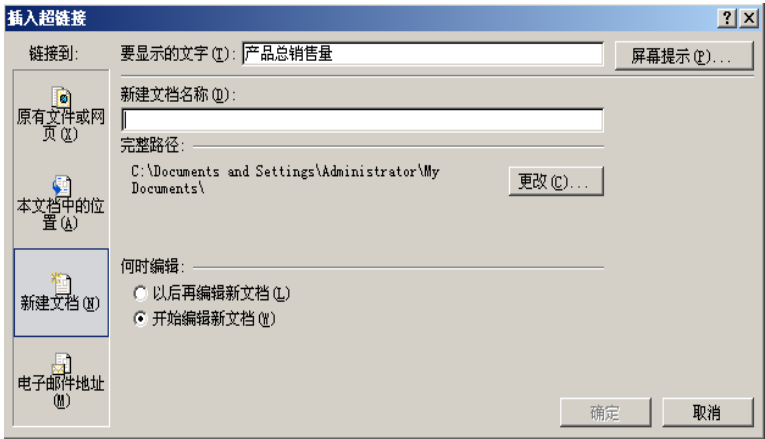 插入超链接
链接到:
要显示的文字(T): 产品总销售量
屏幕提示(P)...
原有文件或网
页(X)
新建文档名称(D):
完整路径:
C:\Documents and Settings\Administrator\My
Documents\
更改(C)...
本文档中的位
置(A)
何时编辑:
新建文档(N)
以后再编辑新文档(L)
开始编辑新文档(W)
电子邮件地址
(M)
确定
取消